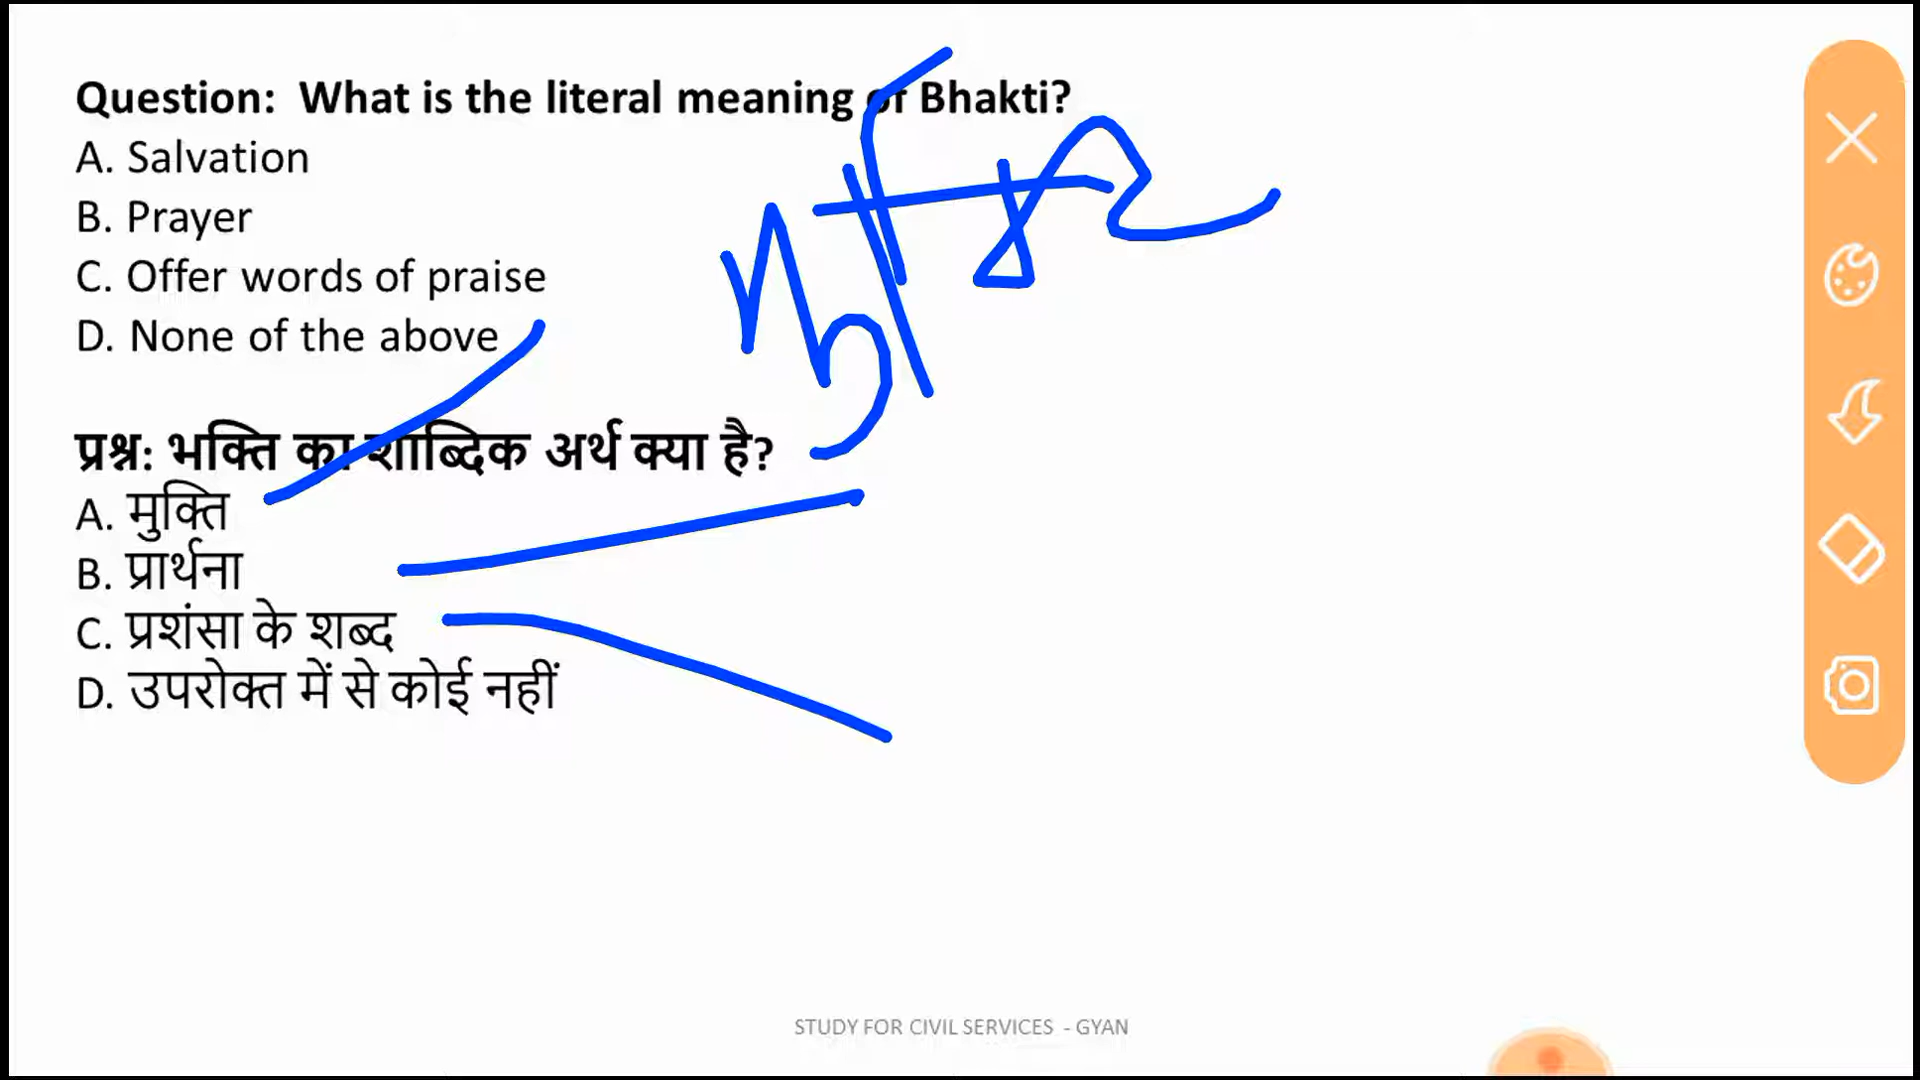 Question: What is the literal meaning of Bhakti?
A. Salvation
B. Prayer
C. Offer words of praise
D. None of the above
प्रश्न: भक्ति का शाब्दिक अर्थ क्या है?
A. मुक्ति
B. प्रार्थना
C. प्रशंसा के शब्द
D. उपरोक्त में से कोई नहीं
STUDY FOR CIVIL SERVICES - GYAN